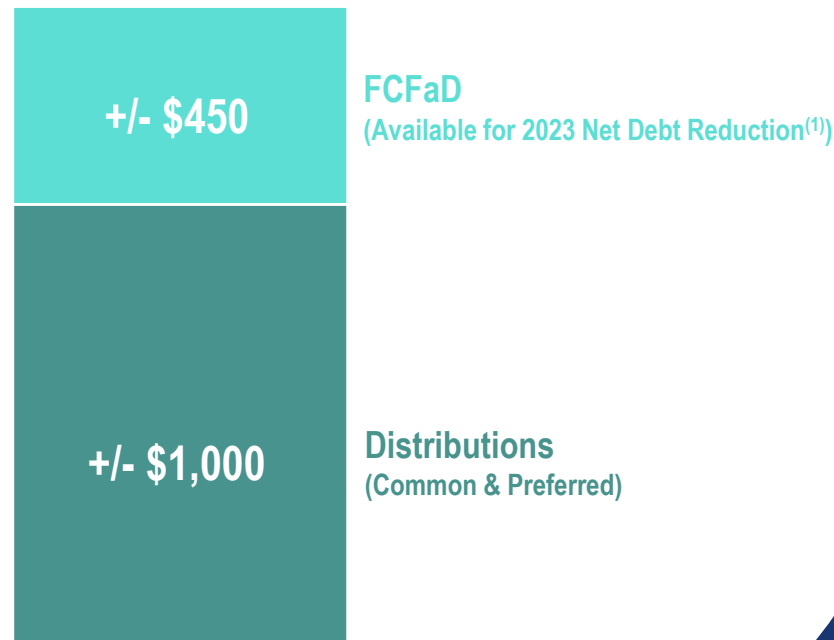 +/- $450
FCFaD
(Available for 2023 Net Debt Reduction(1))
+/- $1,000
Distributions
(Common & Preferred)